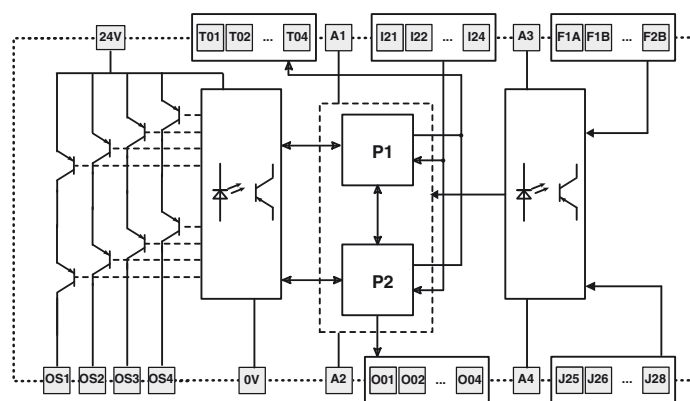 24V T01 T02 ... T04 A1 I21 I22 ... I24 A3 F1A F1B ... F2B
P1
P2
OS1 OS2 OS3 OS4 0V A2 O01 O02 ... O04 A4 J25 J26 ... J28